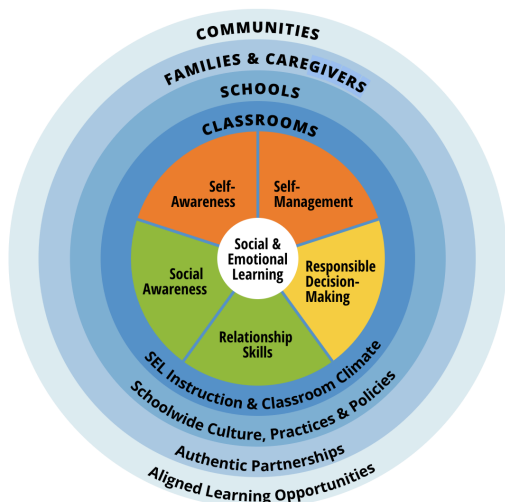 COMMUNITIES
FAMILIES & CAREGIVERS
SCHOOLS
CLASSROOMS
Self-
Awareness
Self-
Management
Social &
Emotional
Learning
Social
Awareness
Responsible
Decision-
Making
Relationship
Skills
SEL Instruction & Classroom Climate
Schoolwide Culture, Practices & Policies
Authentic Partnerships
Aligned Learning Opportunities